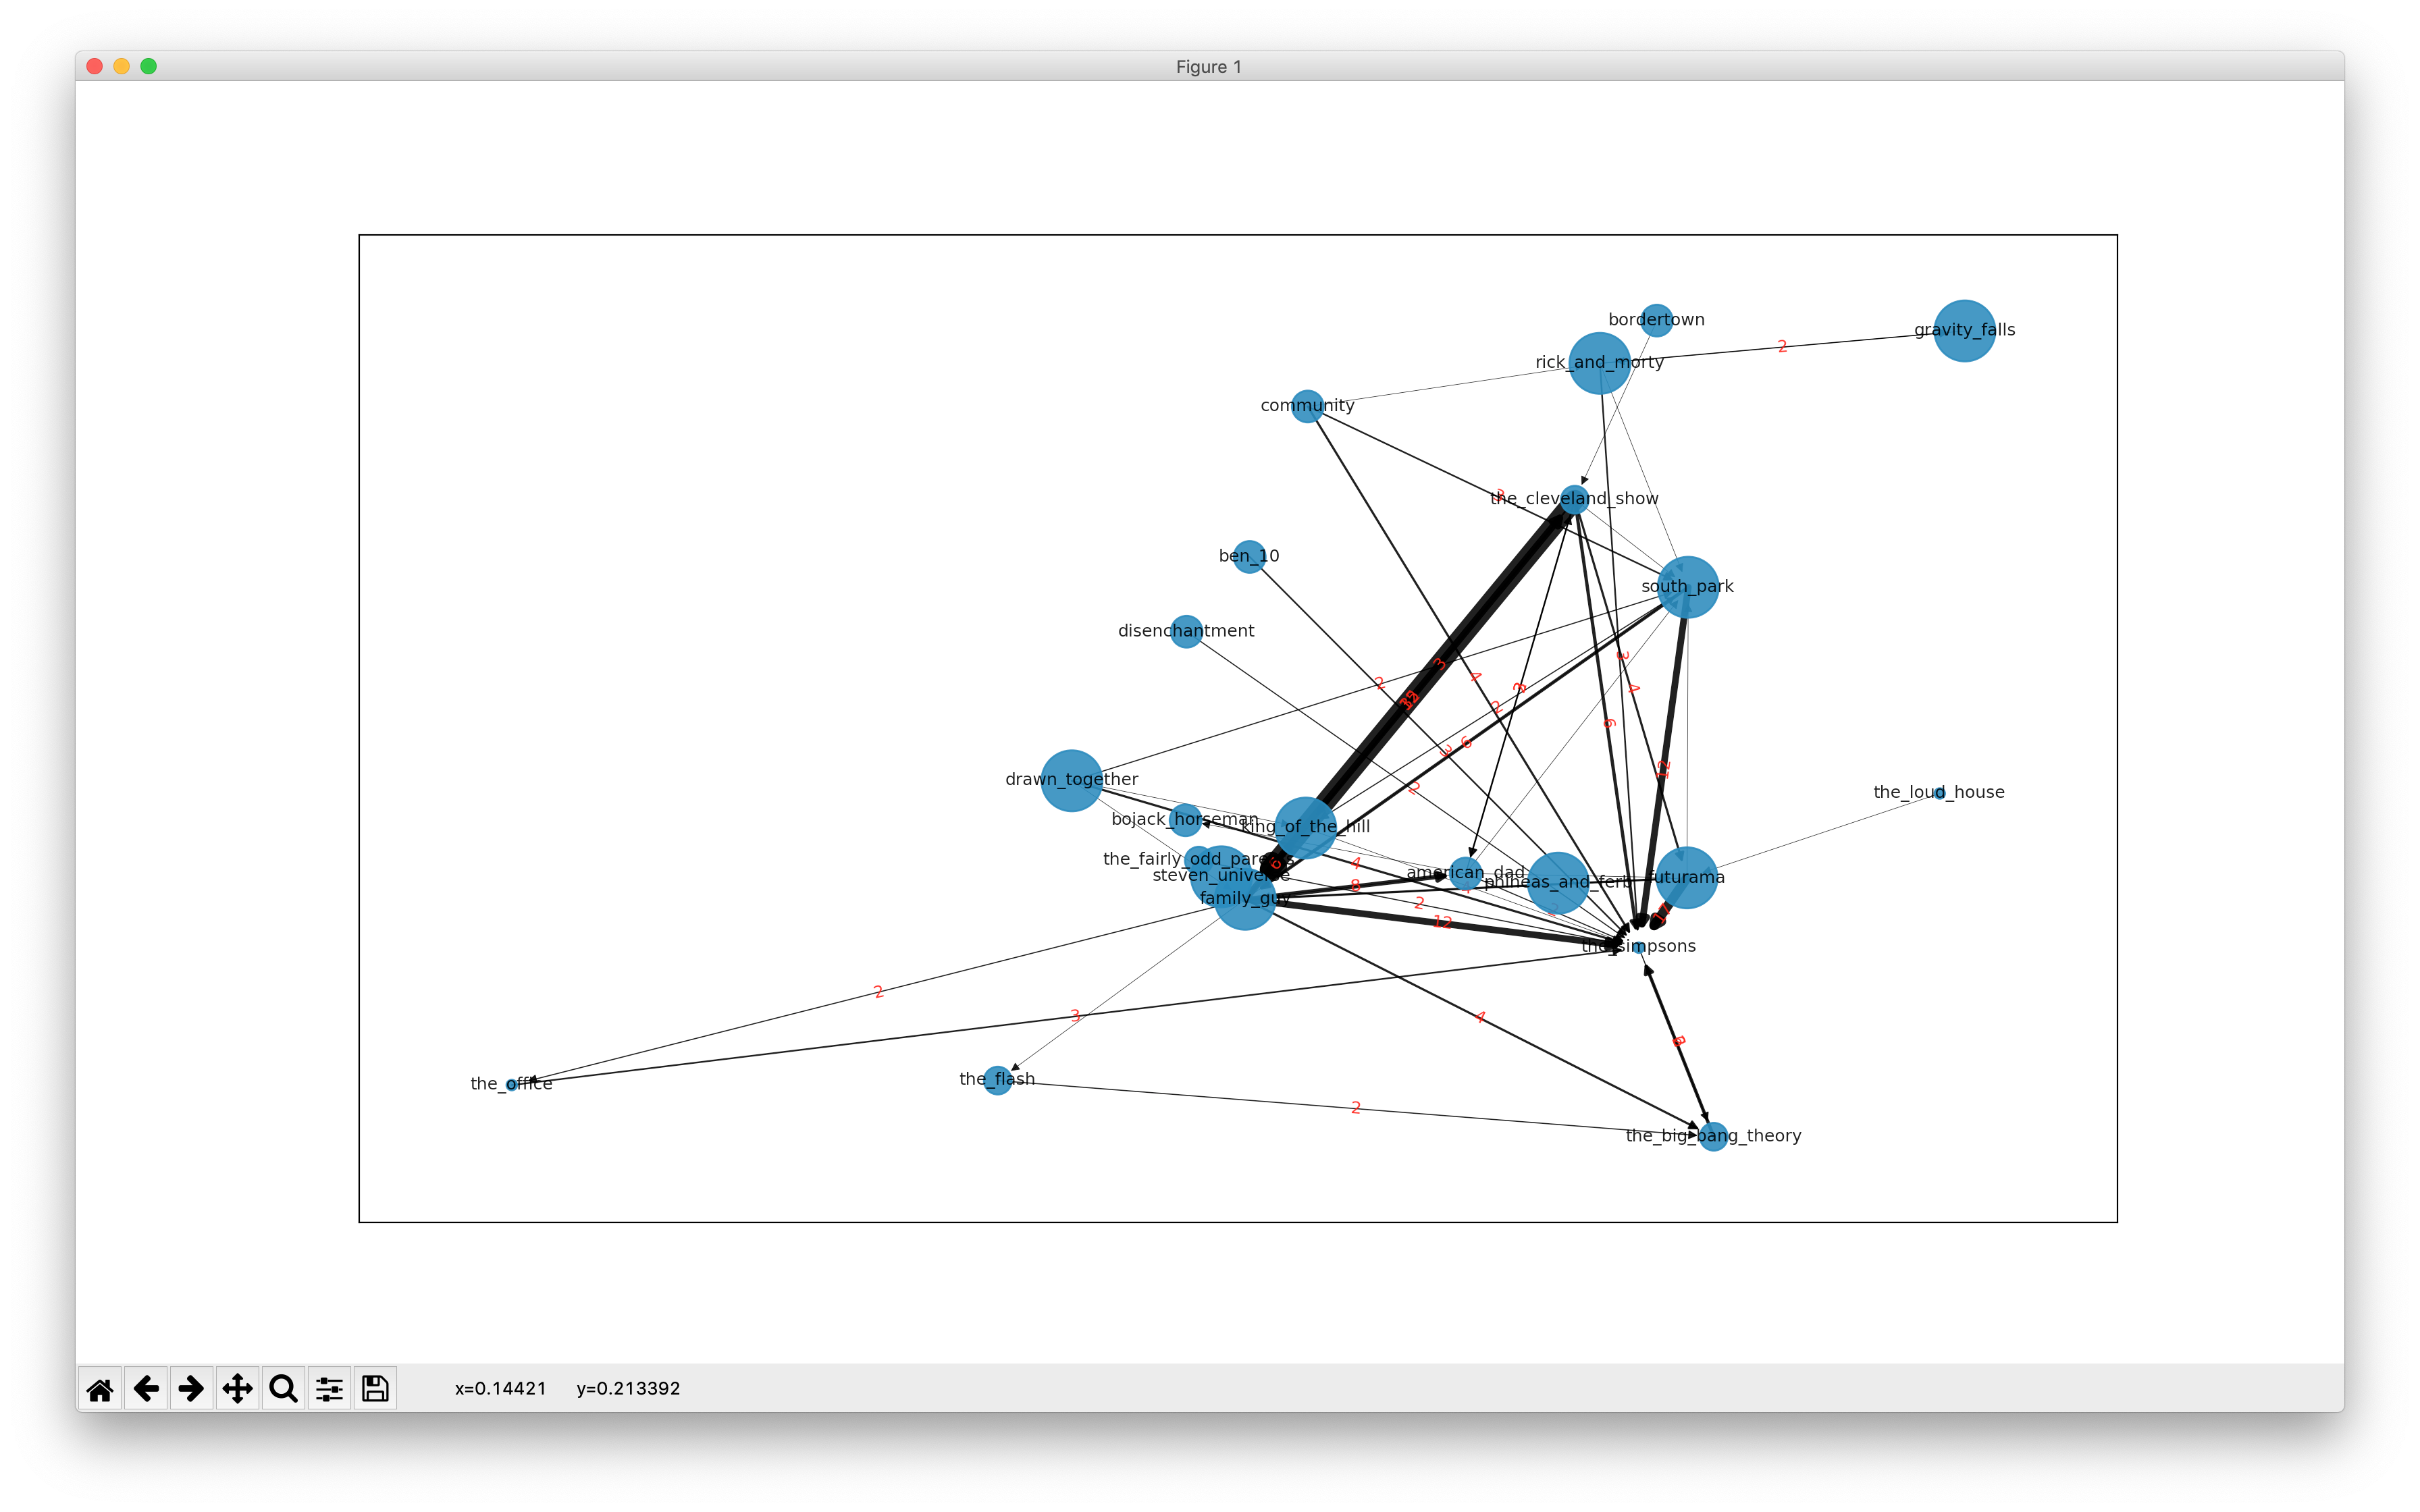 Figure 1
bordertown
gravity_falls
2
rick_and_morty
community
the_cleveland_show
ben_10
south_park
disenchantment
3
3
4
2
4
2
6
6
3
12
2
drawn_together
the_loud_house
bojack_horseman
king_of_the_hill
the_fairly_odd_parents
4
american_dad
steven_universe
futurama
phineas_and_ferb
8
family_guy
2
2
12
17
the_simpsons
2
3
4
the_office
the_flash
2
the_big_bang_theory
x=0.14421 y=0.213392